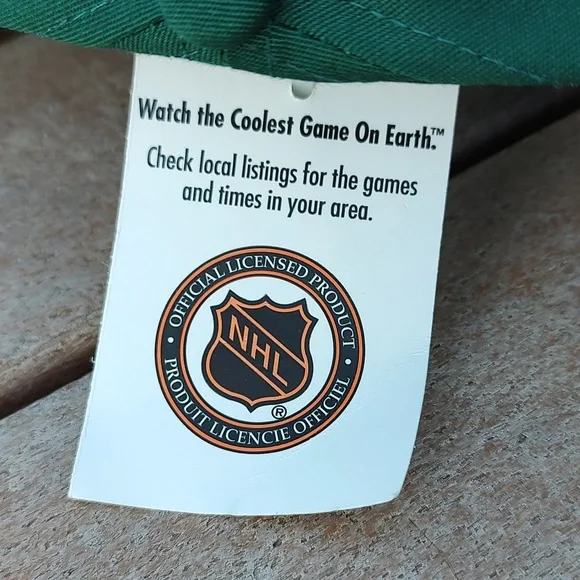 Watch the Coolest Game On Earth.™
Check local listings for the games
and times in your area.
• OFFICIAL LICENSED PRODUCT •
NHL
®
PRODUIT LICENCIE OFFICIEL